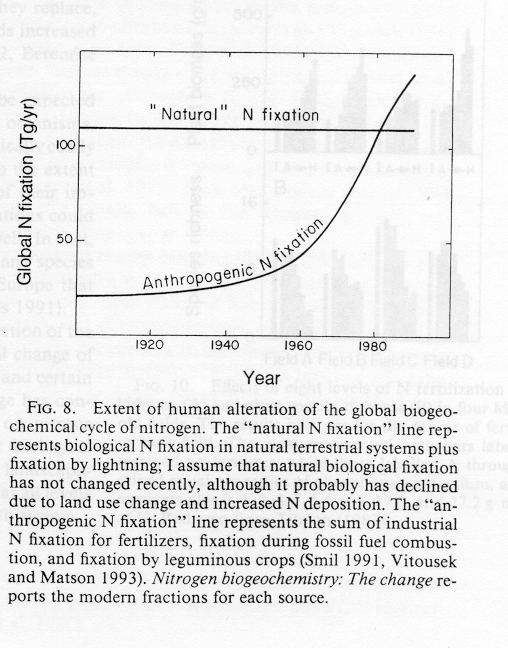 "Natural" N fixation
Global N fixation (Tg/yr)
100
50
Anthropogenic N fixation
1920
1940
1960
1980
Year
FIG. 8. Extent of human alteration of the global biogeo-
chemical cycle of nitrogen. The “natural N fixation” line rep-
resents biological N fixation in natural terrestrial systems plus
fixation by lightning; I assume that natural biological fixation
has not changed recently, although it probably has declined
due to land use change and increased N deposition. The “an-
thropogenic N fixation” line represents the sum of industrial
N fixation for fertilizers, fixation during fossil fuel combus-
tion, and fixation by leguminous crops (Smil 1991, Vitousek
and Matson 1993). Nitrogen biogeochemistry: The change re-
ports the modern fractions for each source.